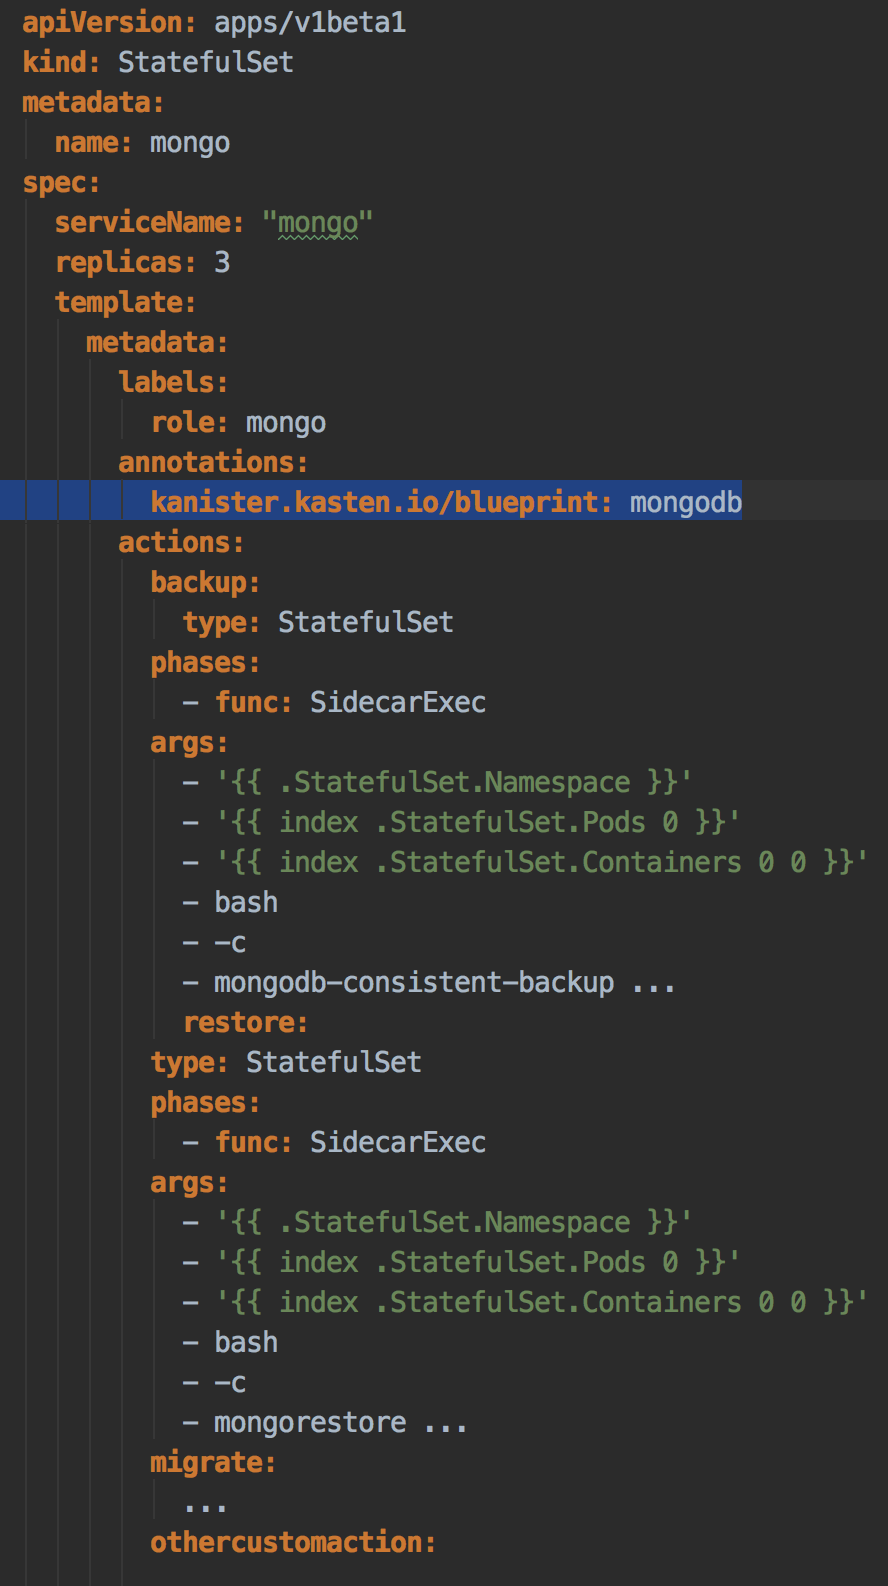 apiVersion: apps/v1beta1
kind: StatefulSet
metadata:
  name: mongo
spec:
  serviceName: "mongo"
  replicas: 3
  template:
    metadata:
      labels:
        role: mongo
      annotations:
        kanister.kasten.io/blueprint: mongodb
      actions:
        backup:
          type: StatefulSet
        phases:
          - func: SidecarExec
        args:
          - '{{ .StatefulSet.Namespace }}'
          - '{{ index .StatefulSet.Pods 0 }}'
          - '{{ index .StatefulSet.Containers 0 0 }}'
          - bash
          - -c
          - mongodb-consistent-backup ...
          restore:
        type: StatefulSet
        phases:
          - func: SidecarExec
        args:
          - '{{ .StatefulSet.Namespace }}'
          - '{{ index .StatefulSet.Pods 0 }}'
          - '{{ index .StatefulSet.Containers 0 0 }}'
          - bash
          - -c
          - mongorestore ...
        migrate:
          ...
        othercustomaction: